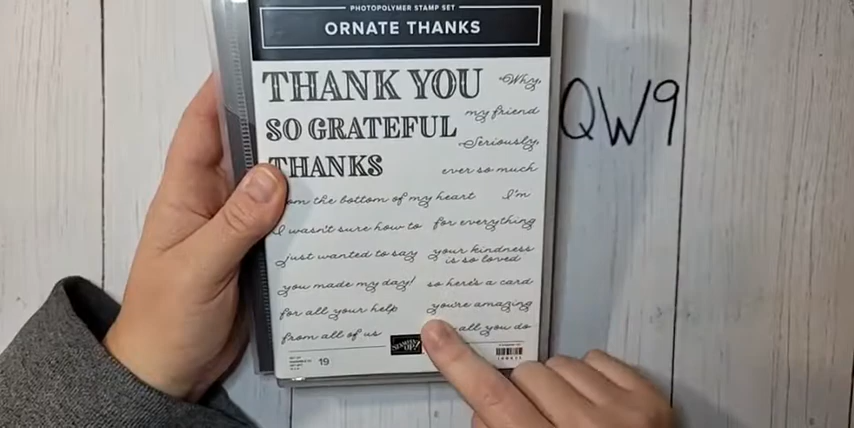 PHOTOPOLYMER STAMP SET
ORNATE THANKS
THANK YOU
Why,
my friend
SO GRATEFUL
Seriously,
THANKS
ever so much
om the bottom of my heart
I'm
I wasn't sure how to
for everything
just wanted to say
your kindness
is so loved
you made my day!
so here's a card
for all your help
you're amazing
from all of us
all you do
STAMPIN' UP!
19
QW9